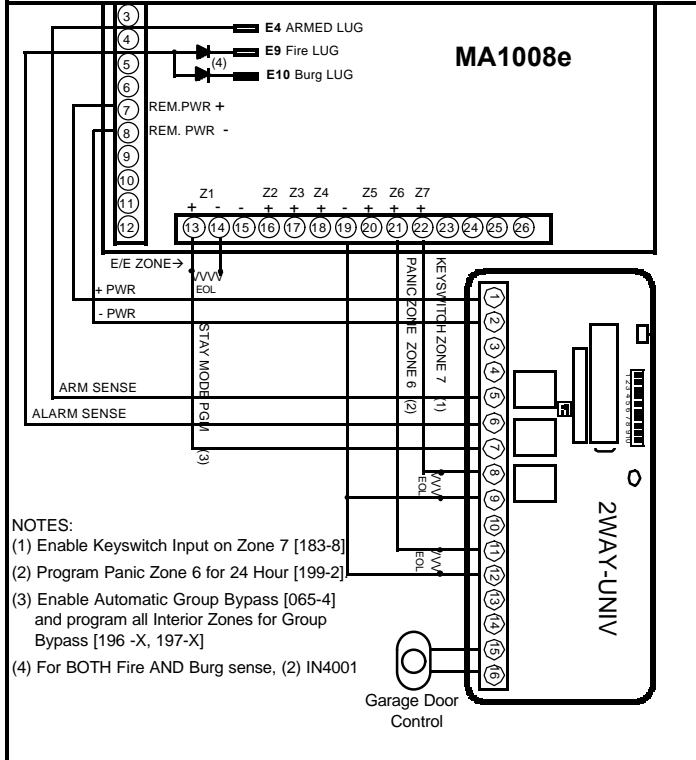 3
4
5
6
7
8
9
10
11
12
E4 ARMED LUG
E9 Fire LUG
(4)
E10 Burg LUG
MA1008e
REM.PWR +
REM. PWR -
Z1 Z2 Z3 Z4 Z5 Z6 Z7
+ - - + + + - + + +
13 14 15 16 17 18 19 20 21 22 23 24 25 26
E/E ZONE→
EOL
+ PWR
- PWR
STAY MODE PGM (3)
PANIC ZONE ZONE 6 (2)
KEYSWITCH ZONE 7 (1)
ARM SENSE
ALARM SENSE
EOL
EOL
1
2
3
4
5
6
7
8
9
10
11
12
13
14
15
16
1 2 3 4 5 6 7 8 9 10
2WAY-UNIV
NOTES:
(1) Enable Keyswitch Input on Zone 7 [183-8]
(2) Program Panic Zone 6 for 24 Hour [199-2].
(3) Enable Automatic Group Bypass [065-4]
and program all Interior Zones for Group
Bypass [196 -X, 197-X]
(4) For BOTH Fire AND Burg sense, (2) IN4001
Garage Door
Control